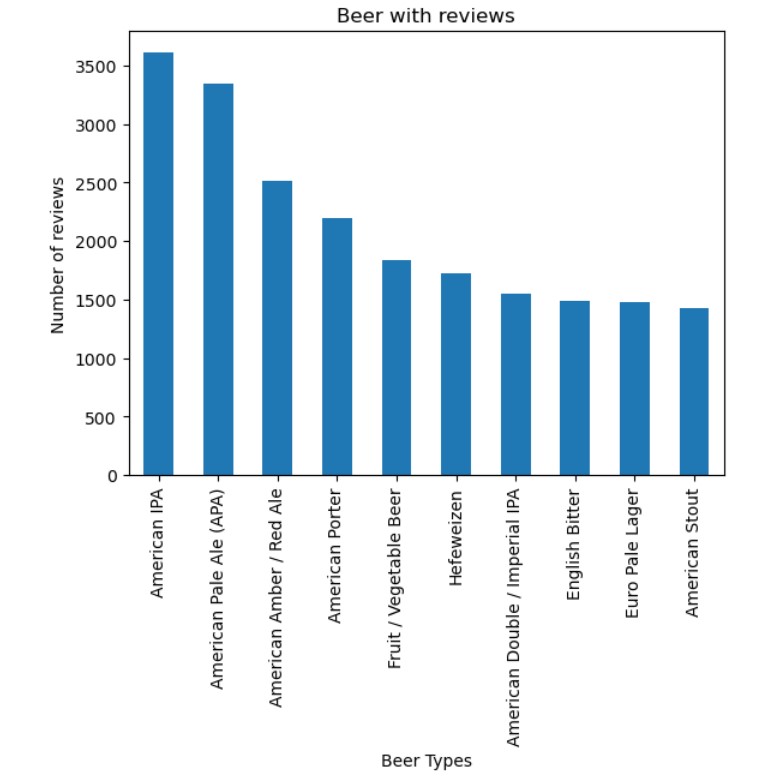 Beer with reviews
Number of reviews
3500
3000
2500
2000
1500
1000
500
0
American IPA
American Pale Ale (APA)
American Amber / Red Ale
American Porter
Fruit / Vegetable Beer
Hefeweizen
American Double / Imperial IPA
English Bitter
Euro Pale Lager
American Stout
Beer Types